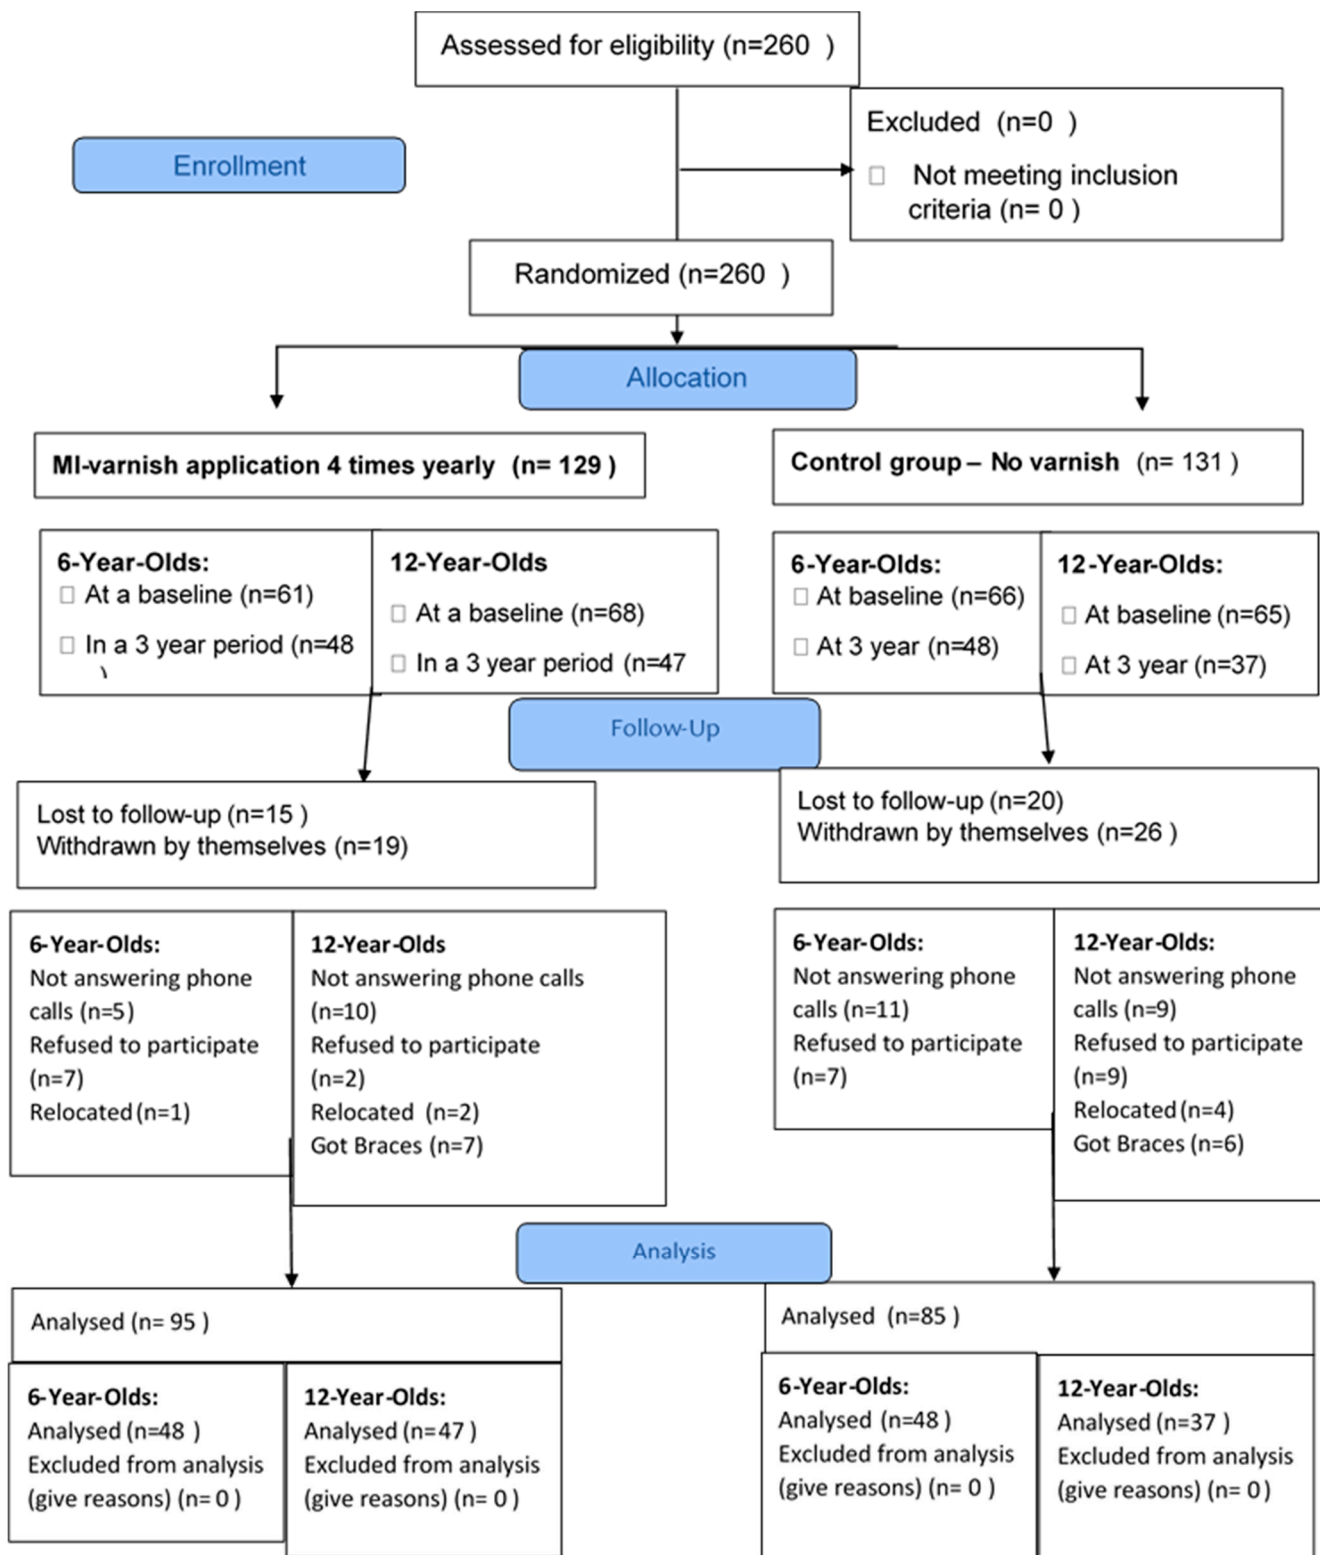 Assessed for eligibility (n=260  )
Excluded  (n=0  )
□ Not meeting inclusion
criteria (n= 0 )
Enrollment
Randomized (n=260  )
Allocation
MI-varnish application 4 times yearly  (n= 129 )
Control group – No varnish  (n= 131 )
6-Year-Olds:
□ At a baseline (n=61)
□ In a 3 year period (n=48
)
12-Year-Olds
□ At a baseline (n=68)
□ In a 3 year period (n=47
6-Year-Olds:
□ At baseline (n=66)
□ At 3 year (n=48)
12-Year-Olds:
□ At baseline (n=65)
□ At 3 year (n=37)
Follow-Up
Lost to follow-up (n=15 )
Withdrawn by themselves (n=19)
Lost to follow-up (n=20)
Withdrawn by themselves (n=26 )
6-Year-Olds:
Not answering phone
calls (n=5)
Refused to participate
(n=7)
Relocated (n=1)
12-Year-Olds
Not answering phone calls
(n=10)
Refused to participate
(n=2)
Relocated  (n=2)
Got Braces (n=7)
6-Year-Olds:
Not answering phone
calls (n=11)
Refused to participate
(n=7)
12-Year-Olds:
Not answering phone
calls (n=9)
Refused to participate
(n=9)
Relocated (n=4)
Got Braces (n=6)
Analysis
Analysed (n= 95 )
Analysed  (n=85 )
6-Year-Olds:
Analysed (n=48 )
Excluded from analysis
(give reasons) (n= 0 )
12-Year-Olds:
Analysed (n=47 )
Excluded from analysis
(give reasons) (n= 0 )
6-Year-Olds:
Analysed (n=48 )
Excluded from analysis
(give reasons) (n= 0 )
12-Year-Olds:
Analysed (n=37 )
Excluded from analysis
(give reasons) (n= 0)